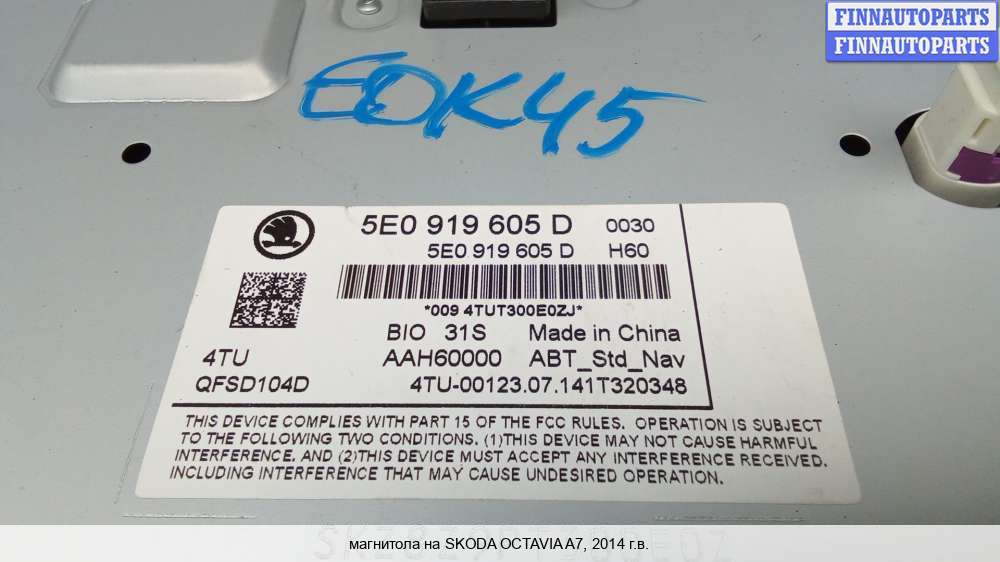 FINNAUTOPARTS
FINNAUTOPARTS
EOK45
5E0 919 605 D 0030
5E0 919 605 D H60
*009 4TUT300E0ZJ*
BIO 31S Made in China
4TU AAH60000 ABT_Std_Nav
QFSD104D 4TU-00123.07.141T320348
THIS DEVICE COMPLIES WITH PART 15 OF THE FCC RULES. OPERATION IS SUBJECT
TO THE FOLLOWING TWO CONDITIONS, (1)THIS DEVICE MAY NOT CAUSE HARMFUL
INTERFERENCE. AND (2)THIS DEVICE MUST ACCEPT ANY INTERFERENCE RECEIVED.
INCLUDING INTERFERENCE THAT MAY CAUSE UNDESIRED OPERATION.
магнитола на SKODA OCTAVIA A7, 2014 г.в.